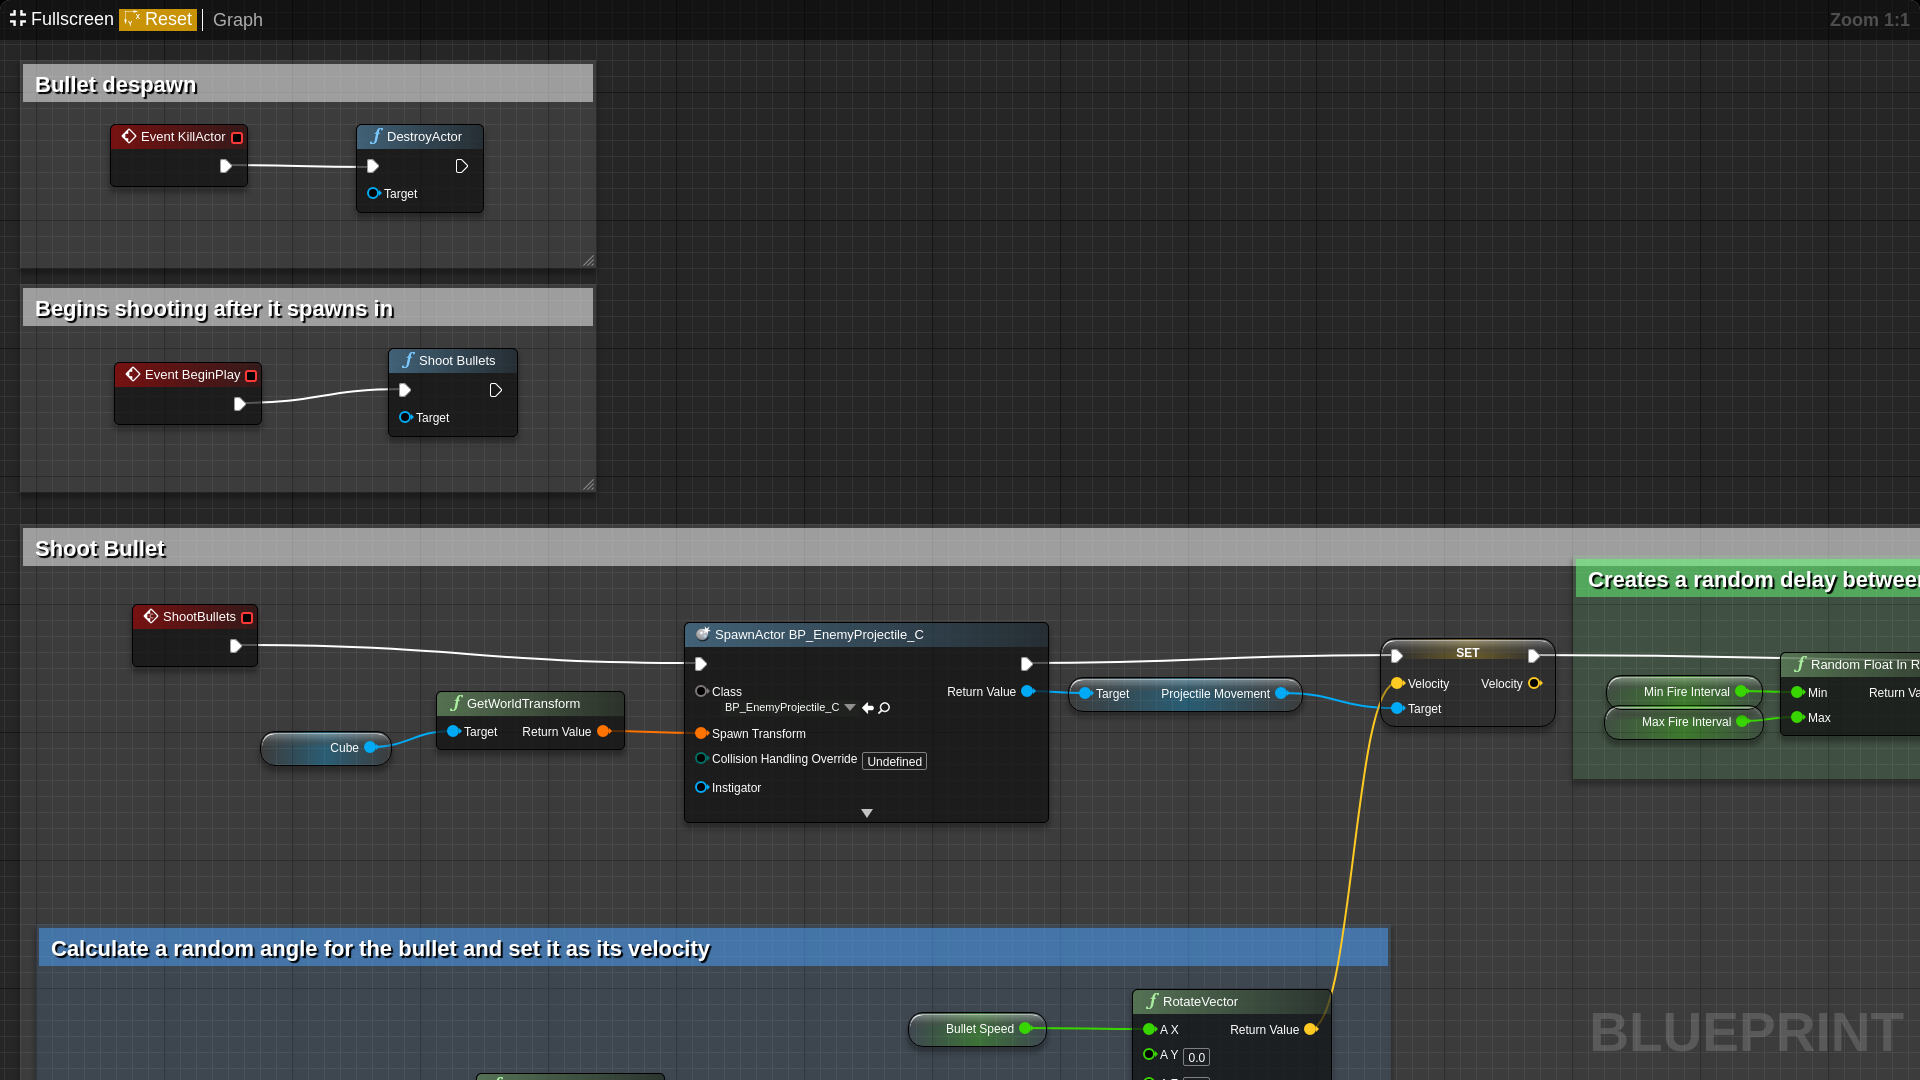 Fullscreen Reset Graph Zoom 1:1
Bullet despawn
Event KillActor
DestroyActor
Target
Begins shooting after it spawns in
Event BeginPlay
Shoot Bullets
Target
Shoot Bullet
Creates a random delay between
ShootBullets
SpawnActor BP_EnemyProjectile_C
Class
BP_EnemyProjectile_C
Return Value
Spawn Transform
Collision Handling Override Undefined
Instigator
GetWorldTransform
Target Return Value
Cube
Target Projectile Movement
SET
Velocity Velocity
Target
Min Fire Interval
Max Fire Interval
Random Float In R
Min Return Va
Max
Calculate a random angle for the bullet and set it as its velocity
Bullet Speed
RotateVector
A X Return Value
A Y 0.0
BLUEPRINT